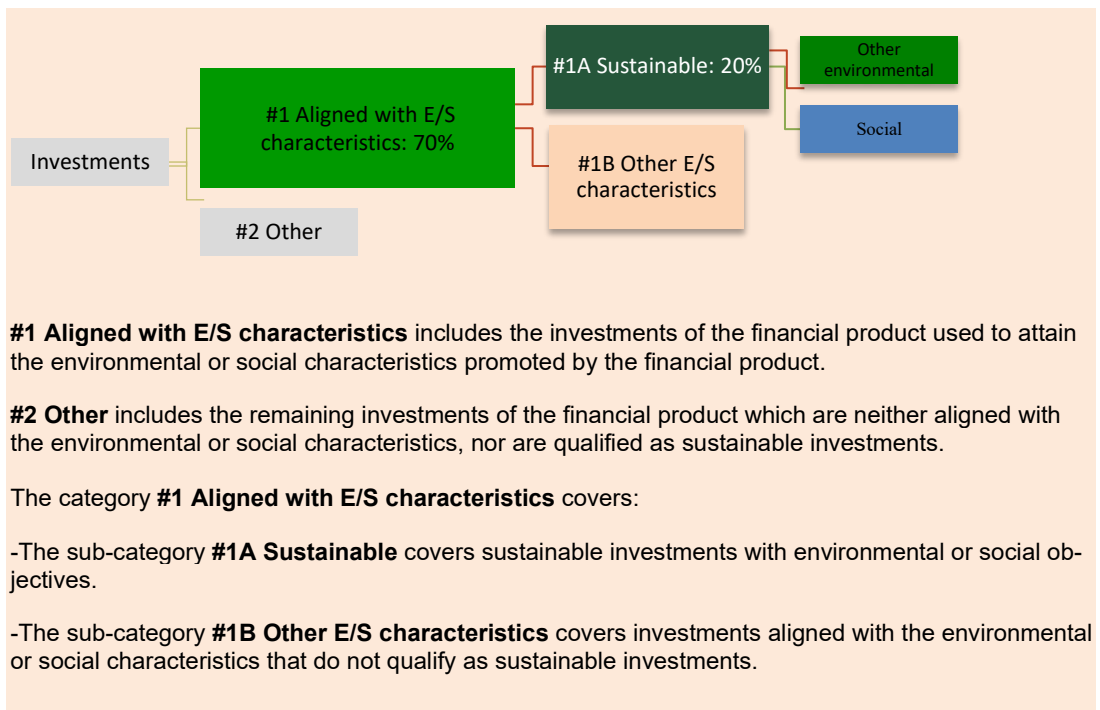 Other
environmental
#1A Sustainable: 20%
#1 Aligned with E/S
characteristics: 70%
Social
Investments
#1B Other E/S
characteristics
#2 Other
#1 Aligned with E/S characteristics includes the investments of the financial product used to attain
the environmental or social characteristics promoted by the financial product.
#2 Other includes the remaining investments of the financial product which are neither aligned with
the environmental or social characteristics, nor are qualified as sustainable investments.
The category #1 Aligned with E/S characteristics covers:
-The sub-category #1A Sustainable covers sustainable investments with environmental or social ob-
jectives.
-The sub-category #1B Other E/S characteristics covers investments aligned with the environmental
or social characteristics that do not qualify as sustainable investments.